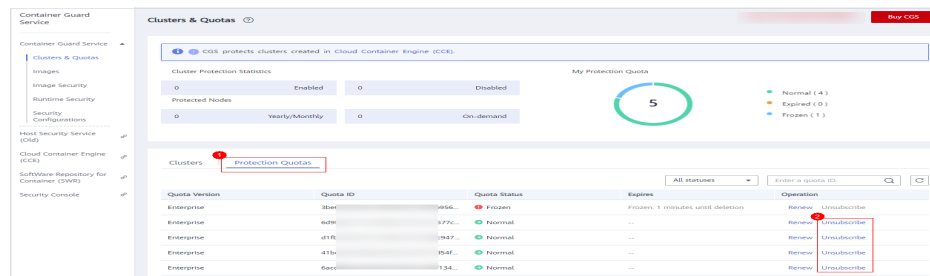 Container Guard
Service
Clusters & Quotas
Buy CGS
Container Guard Service
Clusters & Quotas
Images
Image Security
Runtime Security
Security
Configurations
Host Security Service
(Old)
Cloud Container Engine
(CCE)
SoftWare Repository for
Container (SWR)
Security Console
CGS protects clusters created in Cloud Container Engine (CCE).
Cluster Protection Statistics
0 Enabled 0 Disabled
Protected Nodes
0 Yearly/Monthly 0 On-demand
My Protection Quota
5
Normal ( 4 )
Expired ( 0 )
Frozen ( 1 )
Clusters 1 Protection Quotas
All statuses Enter a quota ID.
Quota Version Quota ID Quota Status Expires Operation
Enterprise Frozen Frozen. 1 minutes until deletion Renew Unsubscribe
2
Enterprise Normal -- Renew Unsubscribe
Enterprise Normal -- Renew Unsubscribe
Enterprise Normal -- Renew Unsubscribe
Enterprise Normal -- Renew Unsubscribe